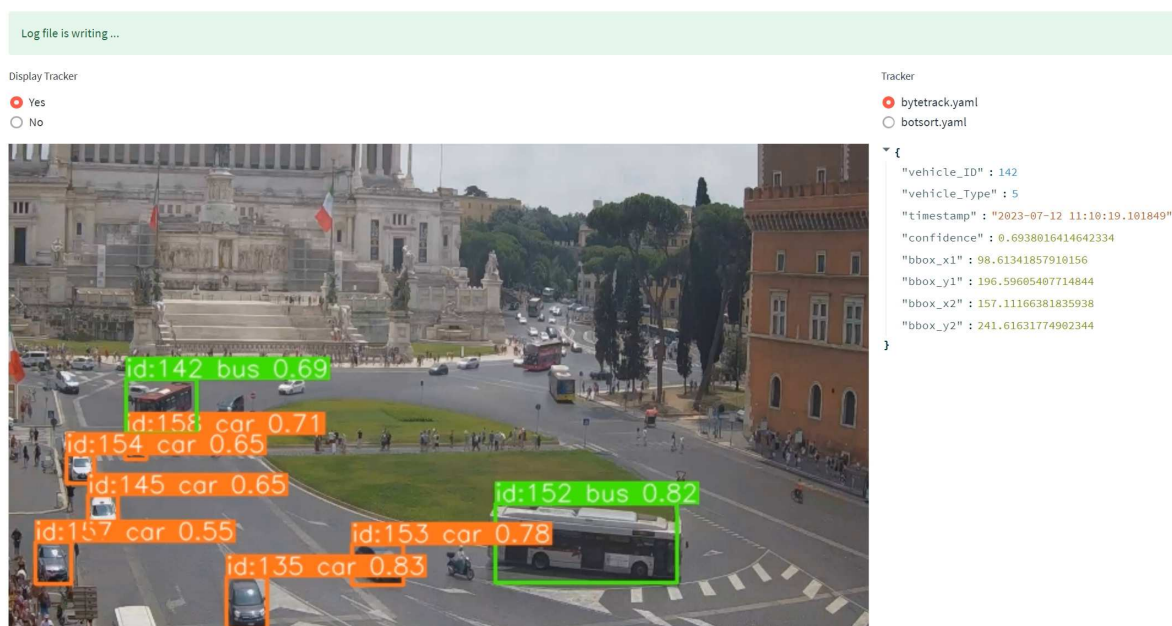 Log file is writing ...
Display Tracker
Yes
No
Tracker
bytetrack.yaml
botsort.yaml
{
"vehicle_ID" : 142
"vehicle_Type" : 5
"timestamp" : "2023-07-12 11:10:19.101849"
"confidence" : 0.6938016414642334
"bbox_x1" : 98.61341857910156
"bbox_y1" : 196.59605407714844
"bbox_x2" : 157.11166381835938
"bbox_y2" : 241.61631774902344
}
id:142 bus 0.69
id:158 car 0.71
id:154 car 0.65
id:145 car 0.65
id:152 bus 0.82
id:157 car 0.55
id:153 car 0.78
id:135 car 0.83